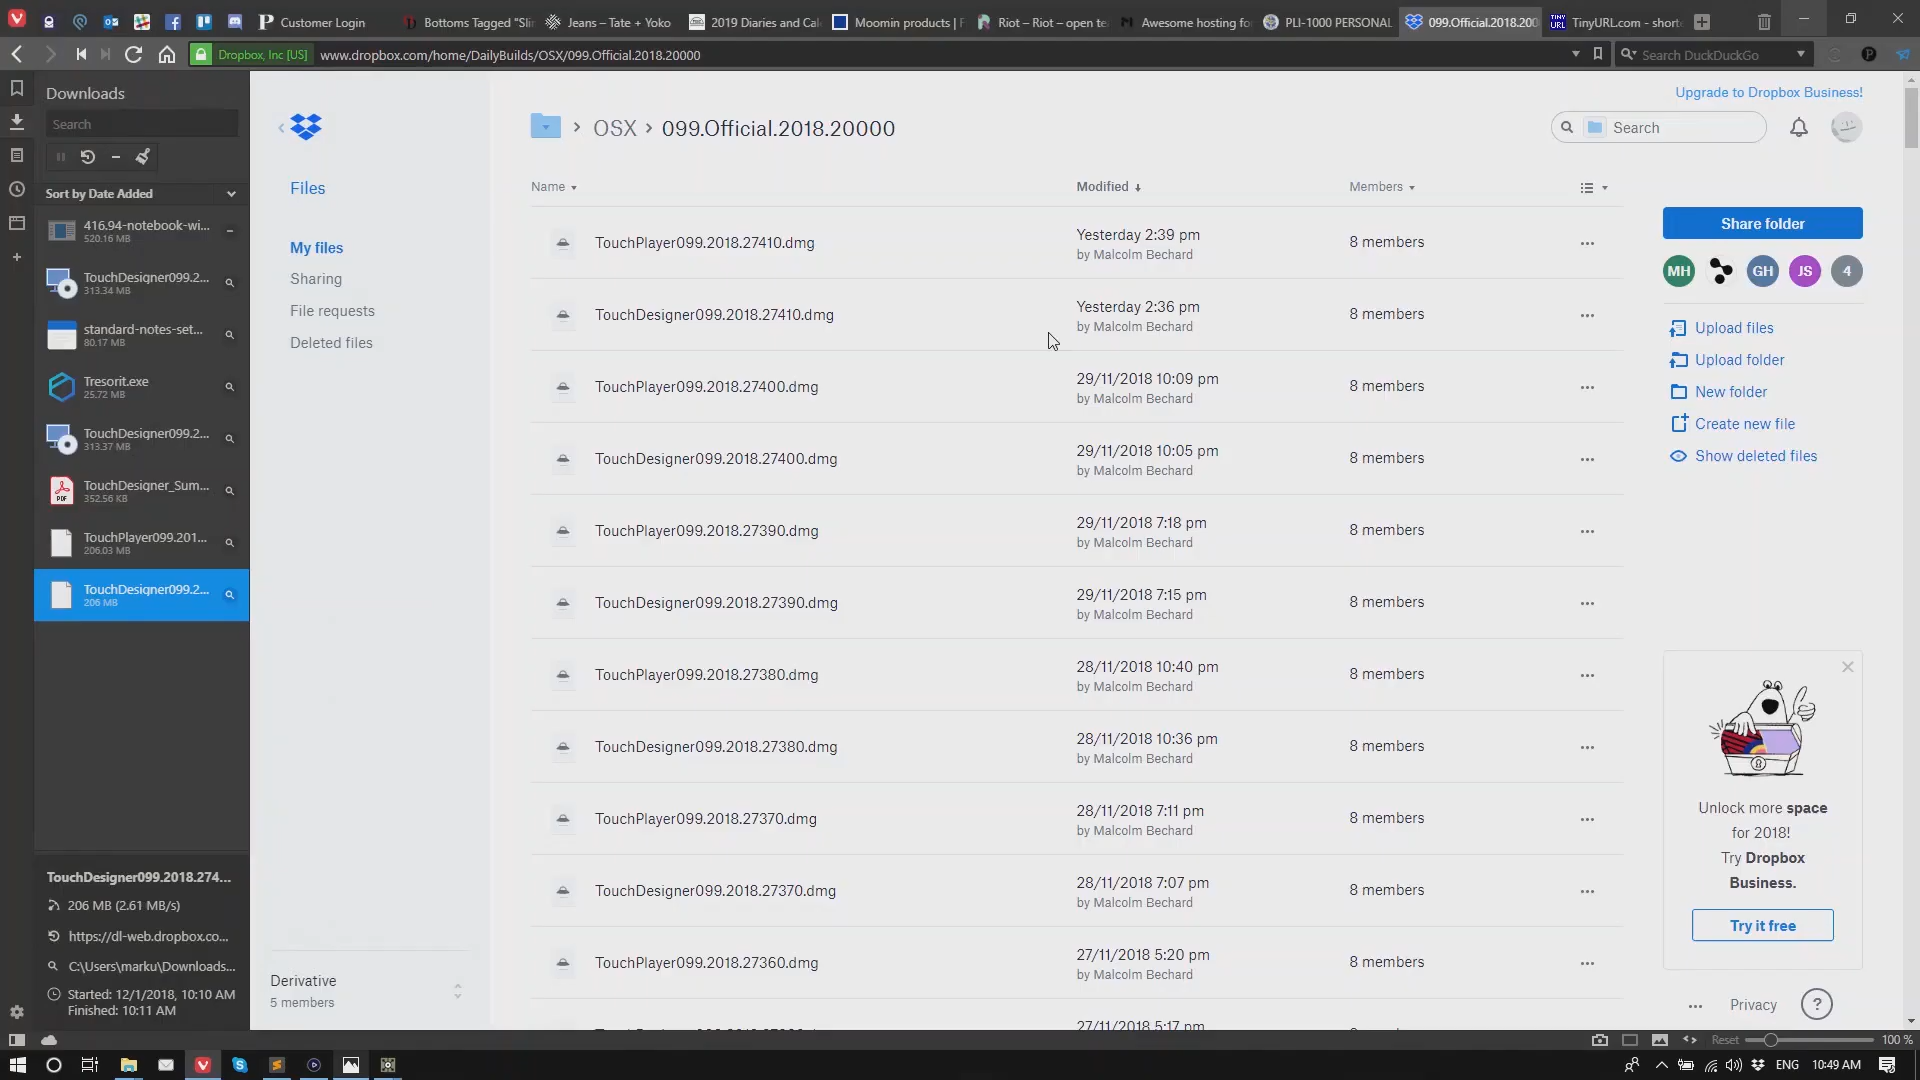 Customer Login
Bottoms Tagged "Slir
Jeans – Tate + Yoko
2019 Diaries and Cal
Moomin products | F
Riot – Riot – open te
Awesome hosting fo
PLI-1000 PERSONAL
099.Official.2018.200
TinyURL.com - short
Dropbox, Inc [US]
www.dropbox.com/home/DailyBuilds/OSX/099.Official.2018.20000
Search DuckDuckGo
Downloads
Search
Sort by Date Added
416.94-notebook-wi...
520.16 MB
TouchDesigner099.2...
313.34 MB
standard-notes-set...
80.17 MB
Tresorit.exe
25.72 MB
TouchDesigner099.2...
313.37 MB
TouchDesigner_Sum...
352.56 KB
TouchPlayer099.201...
206.03 MB
TouchDesigner099.2...
206 MB
TouchDesigner099.2018.274...
206 MB (2.61 MB/s)
https://dl-web.dropbox.co...
C:\Users\marku\Downloads...
Started: 12/1/2018, 10:10 AM
Finished: 10:11 AM
Files
My files
Sharing
File requests
Deleted files
Derivative
5 members
Upgrade to Dropbox Business!
OSX › 099.Official.2018.20000
Search
Name
Modified
Members
TouchPlayer099.2018.27410.dmg
Yesterday 2:39 pm
by Malcolm Bechard
8 members
TouchDesigner099.2018.27410.dmg
Yesterday 2:36 pm
by Malcolm Bechard
8 members
TouchPlayer099.2018.27400.dmg
29/11/2018 10:09 pm
by Malcolm Bechard
8 members
TouchDesigner099.2018.27400.dmg
29/11/2018 10:05 pm
by Malcolm Bechard
8 members
TouchPlayer099.2018.27390.dmg
29/11/2018 7:18 pm
by Malcolm Bechard
8 members
TouchDesigner099.2018.27390.dmg
29/11/2018 7:15 pm
by Malcolm Bechard
8 members
TouchPlayer099.2018.27380.dmg
28/11/2018 10:40 pm
by Malcolm Bechard
8 members
TouchDesigner099.2018.27380.dmg
28/11/2018 10:36 pm
by Malcolm Bechard
8 members
TouchPlayer099.2018.27370.dmg
28/11/2018 7:11 pm
by Malcolm Bechard
8 members
TouchDesigner099.2018.27370.dmg
28/11/2018 7:07 pm
by Malcolm Bechard
8 members
TouchPlayer099.2018.27360.dmg
27/11/2018 5:20 pm
by Malcolm Bechard
8 members
27/11/2018 5:17 pm
Share folder
MH
GH
JS
4
Upload files
Upload folder
New folder
Create new file
Show deleted files
Unlock more space
for 2018!
Try Dropbox
Business.
Try it free
Privacy
?
Reset
100 %
ENG
10:49 AM